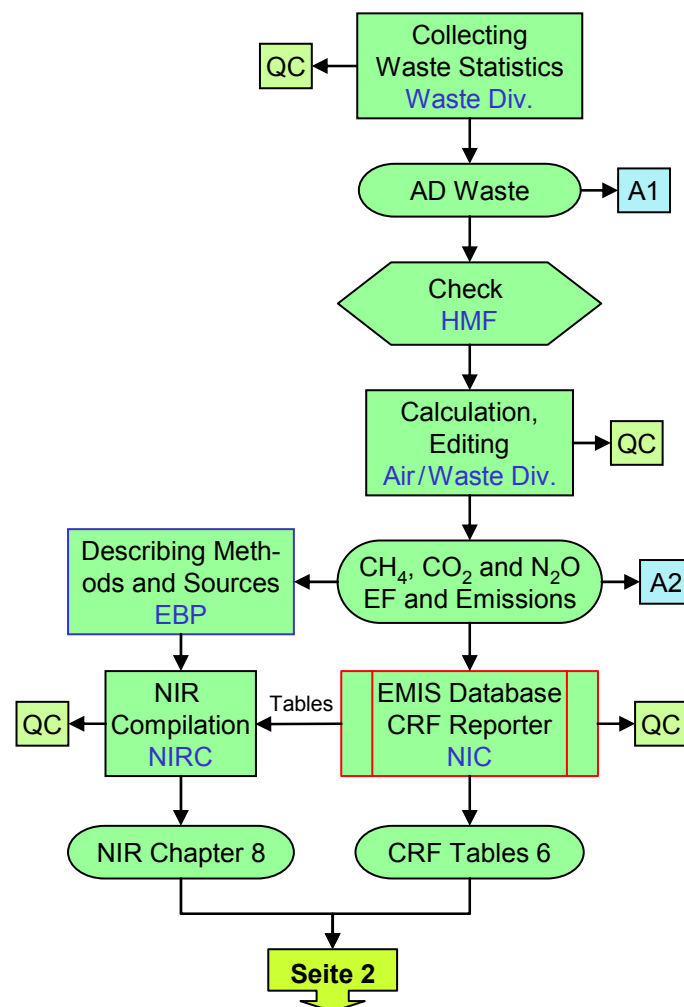 Collecting
Waste Statistics
Waste Div.
QC
AD Waste
A1
Check
HMF
Calculation,
Editing
Air/Waste Div.
QC
Describing Meth-
ods and Sources
EBP
CH₄, CO₂ and N₂O
EF and Emissions
A2
QC
NIR
Compilation
NIRC
Tables
EMIS Database
CRF Reporter
NIC
QC
NIR Chapter 8
CRF Tables 6
Seite 2